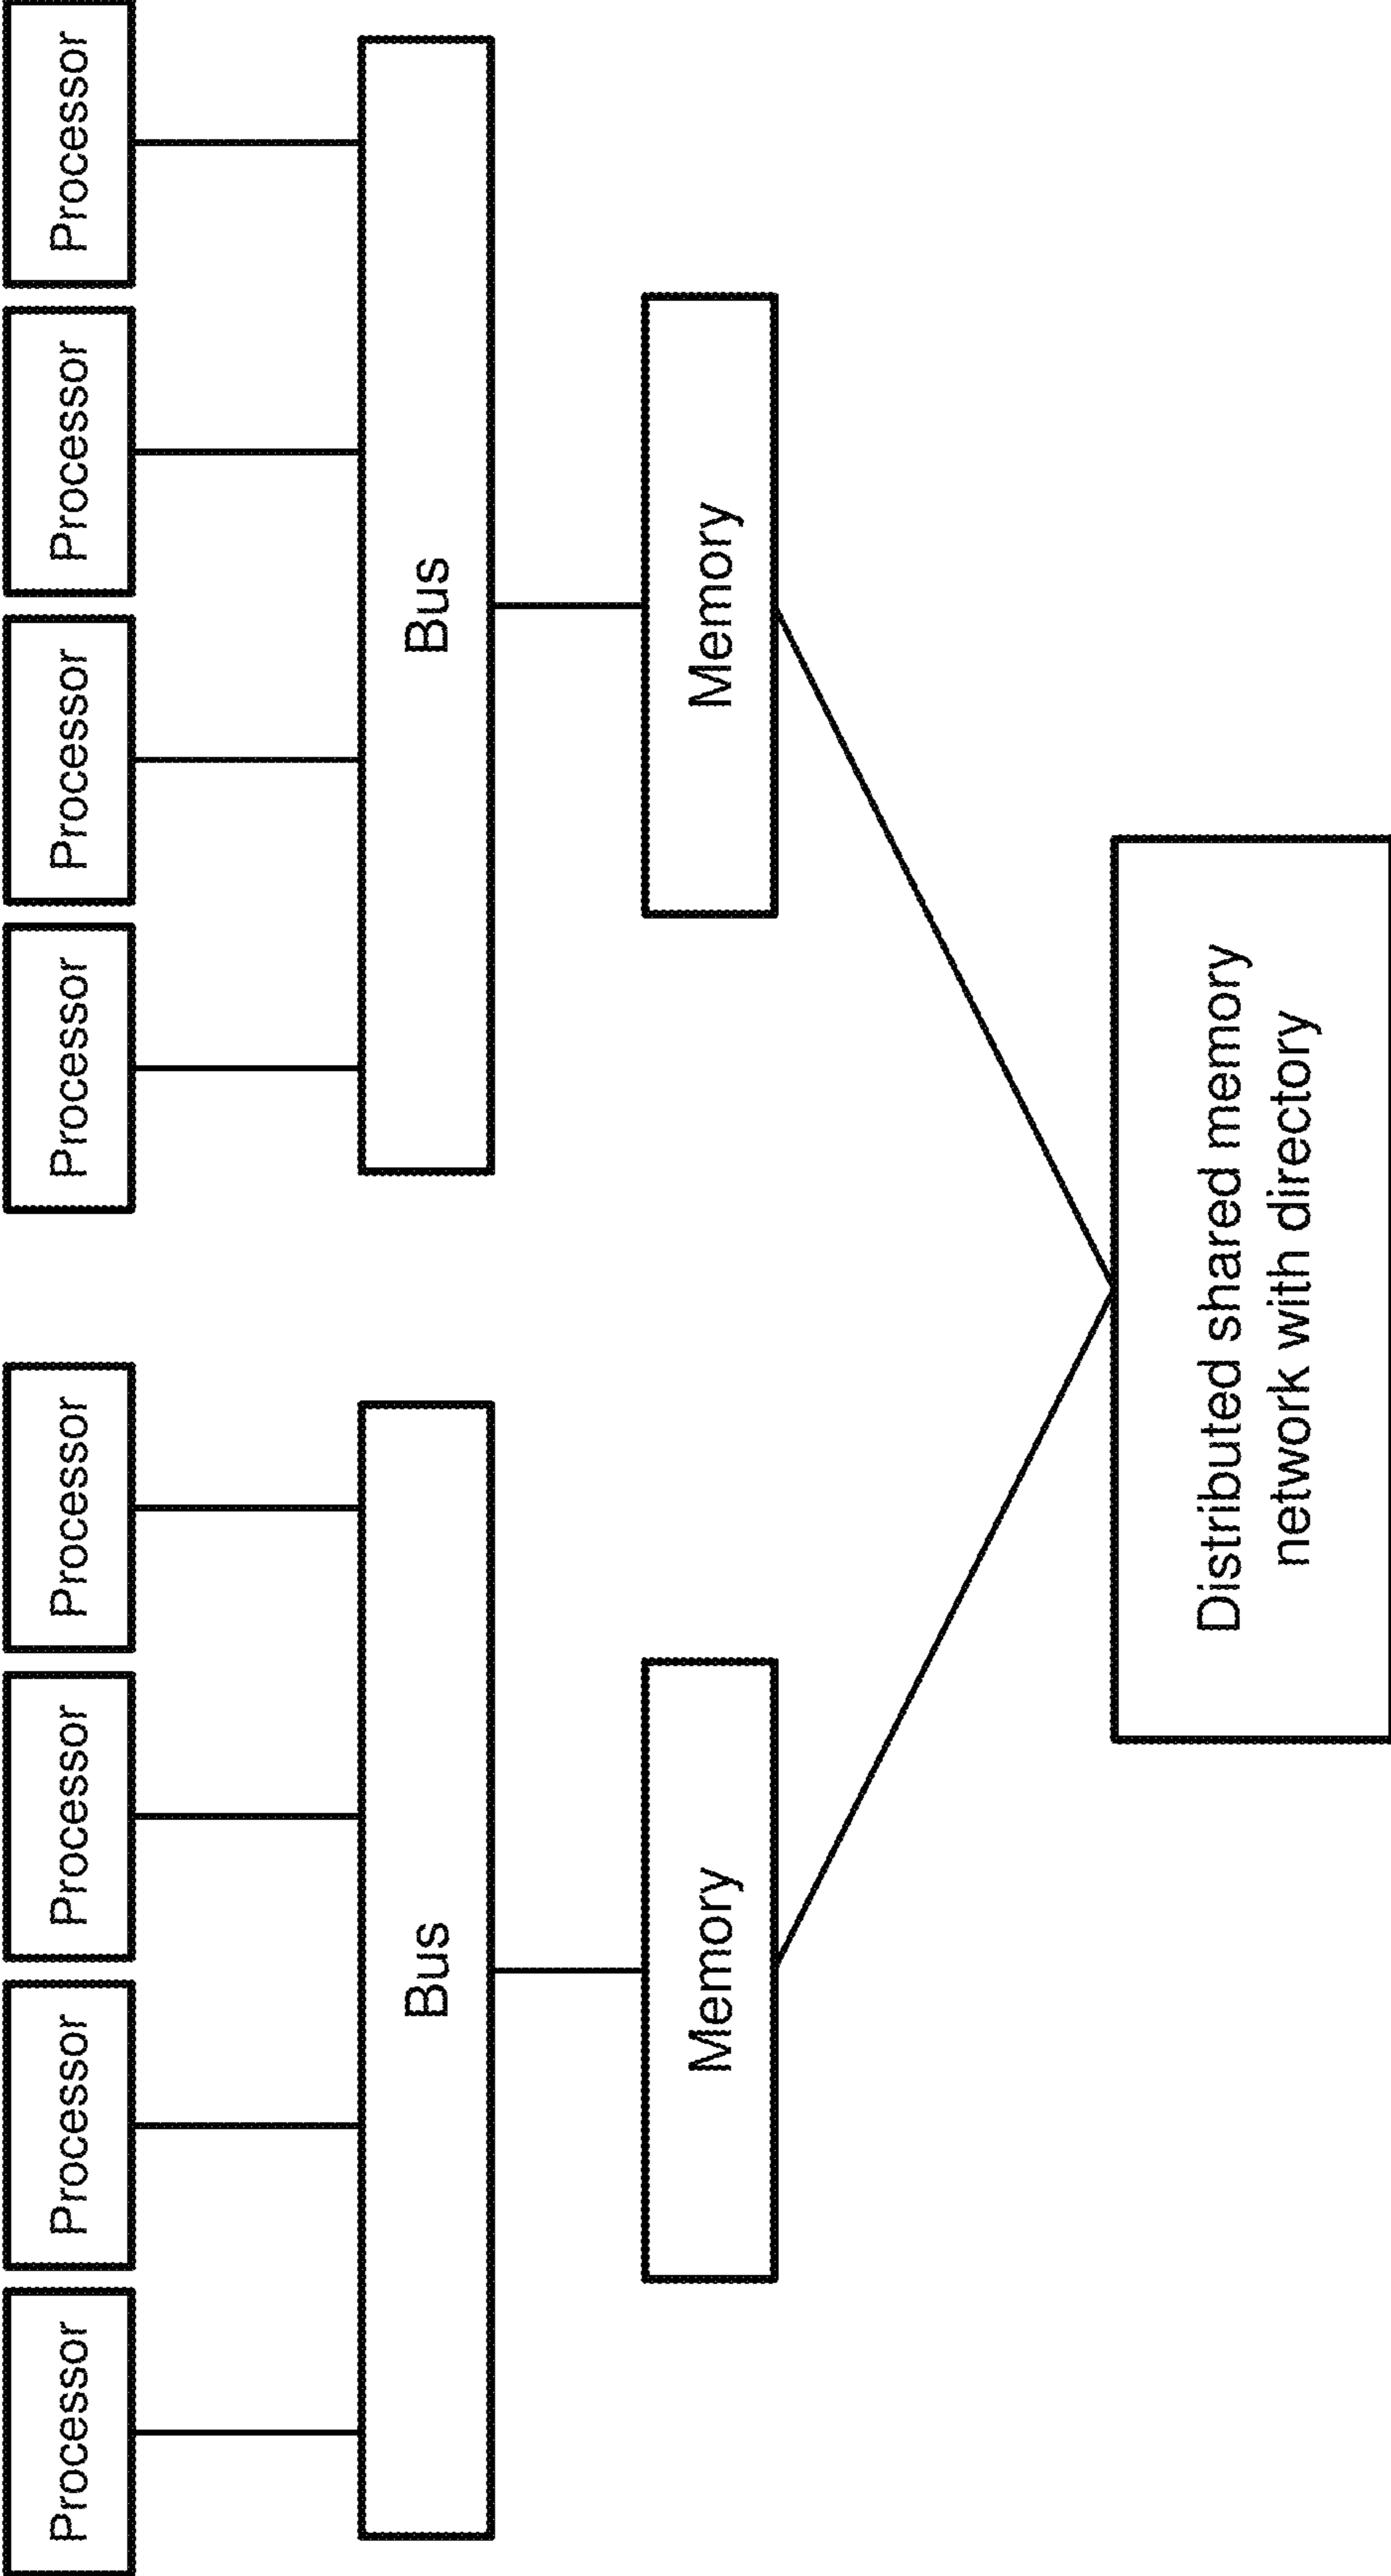 Processor
Processor
Processor
Processor
Processor
Processor
Processor
Processor
Bus
Bus
Memory
Memory
Distributed shared memory
network with directory